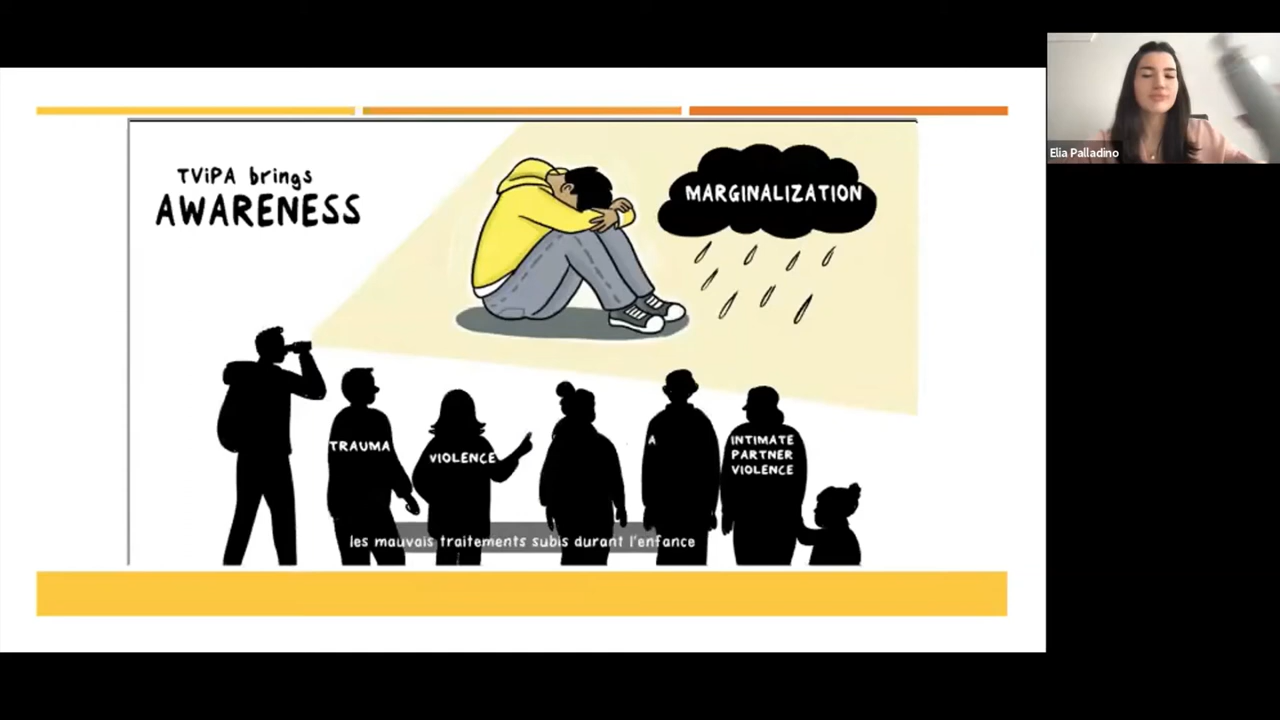 TViPA brings
AWARENESS
MARGINALIZATION
TRAUMA
VIOLENCE
A
INTIMATE
PARTNER
VIOLENCE
les mauvais traitements subis durant l'enfance
Elia Palladino